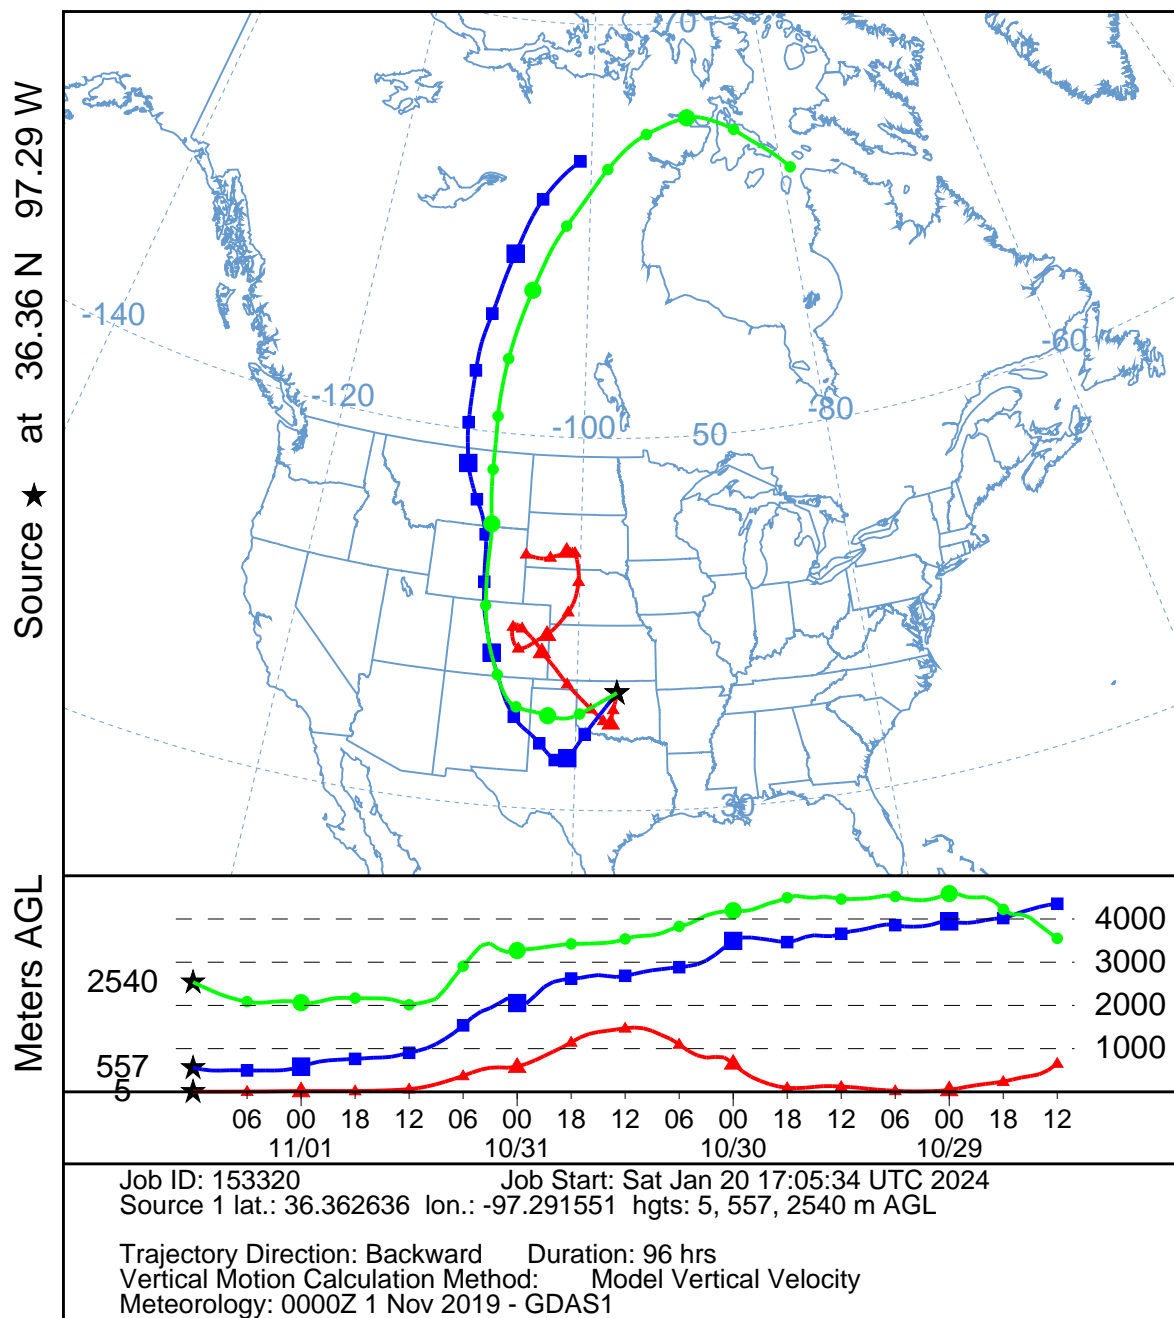 Source ★ at 36.36 N 97.29 W
70
-140
-120
-100
50
-80
-60
30
Meters AGL
2540
557
5
4000
3000
2000
1000
06 00 18 12 06 00 18 12 06 00 18 12 06 00 18 12
11/01 10/31 10/30 10/29
Job ID: 153320 Job Start: Sat Jan 20 17:05:34 UTC 2024
Source 1 lat.: 36.362636 lon.: -97.291551 hgts: 5, 557, 2540 m AGL
Trajectory Direction: Backward Duration: 96 hrs
Vertical Motion Calculation Method: Model Vertical Velocity
Meteorology: 0000Z 1 Nov 2019 - GDAS1